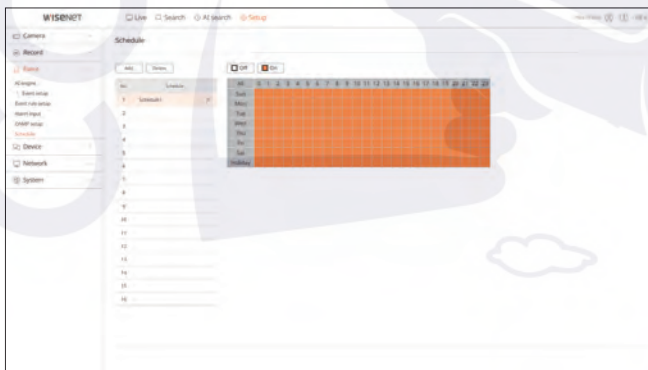 WISENET
Live Search AI search Setup
Camera
Record
Event
AI engine
Event setup
Event rule setup
Alarm input
ONVIF setup
Schedule
Device
Network
System
Schedule
Add Delete
No. Schedule
1 Schedule1
2
3
4
5
6
7
8
9
10
11
12
13
14
15
16
Off On
All 0 1 2 3 4 5 6 7 8 9 10 11 12 13 14 15 16 17 18 19 20 21 22 23
Sun
Mon
Tue
Wed
Thu
Fri
Sat
Holiday